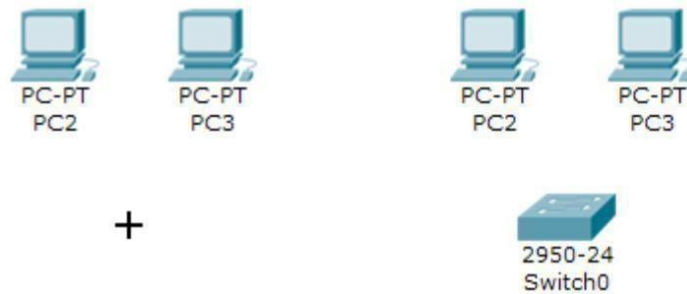 PC-PT PC-PT PC-PT PC-PT
PC2 PC3 PC2 PC3
2950-24
Switch0